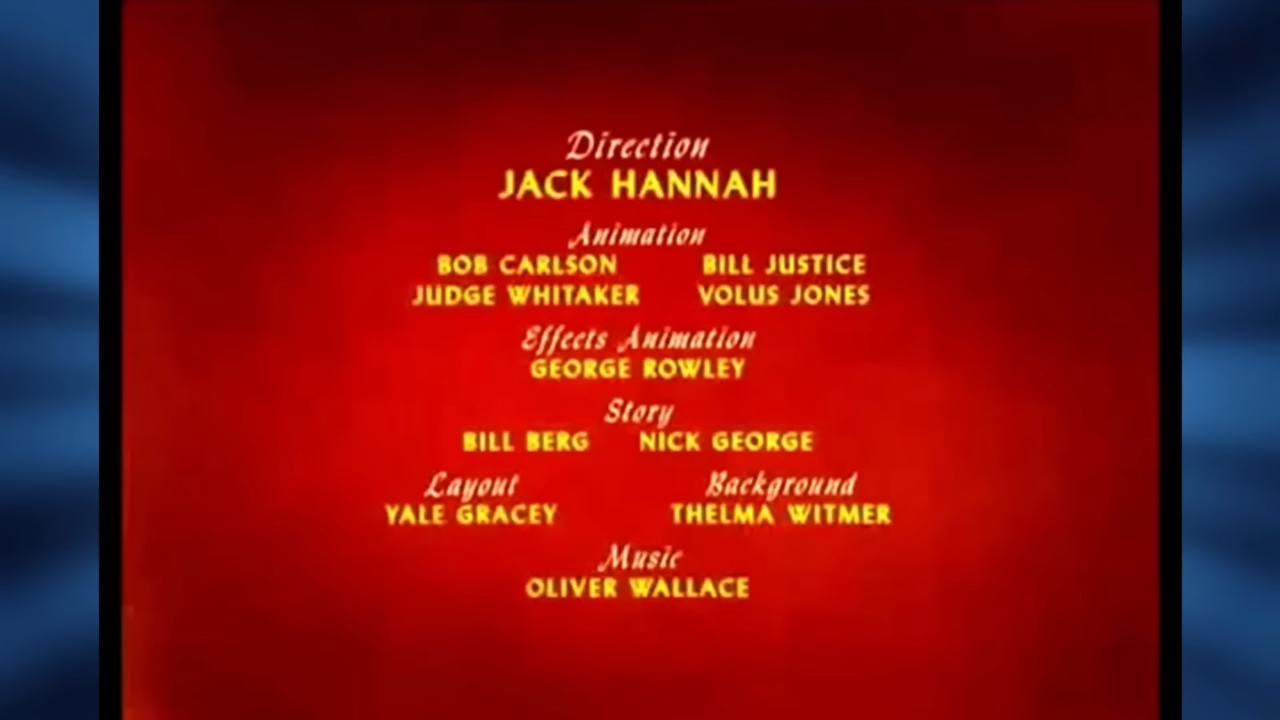 Direction
JACK HANNAH
Animation
BOB CARLSON BILL JUSTICE
JUDGE WHITAKER VOLUS JONES
Effects Animation
GEORGE ROWLEY
Story
BILL BERG NICK GEORGE
Layout Background
YALE GRACEY THELMA WITMER
Music
OLIVER WALLACE